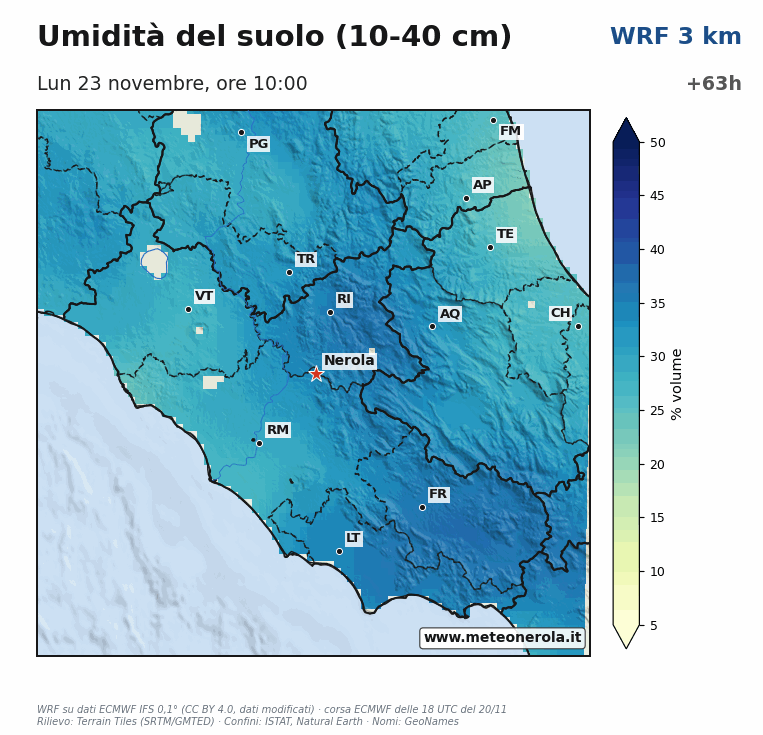 Umidità del suolo (10-40 cm)
WRF 3 km
Lun 23 novembre, ore 10:00
+63h
PG
FM
AP
TE
TR
VT
RI
AQ
CH
Nerola
RM
FR
LT
www.meteonerola.it
50
45
40
35
30
25
20
15
10
5
% volume
WRF su dati ECMWF IFS 0,1° (CC BY 4.0, dati modificati) · corsa ECMWF delle 18 UTC del 20/11
Rilievo: Terrain Tiles (SRTM/GMTED) · Confini: ISTAT, Natural Earth · Nomi: GeoNames